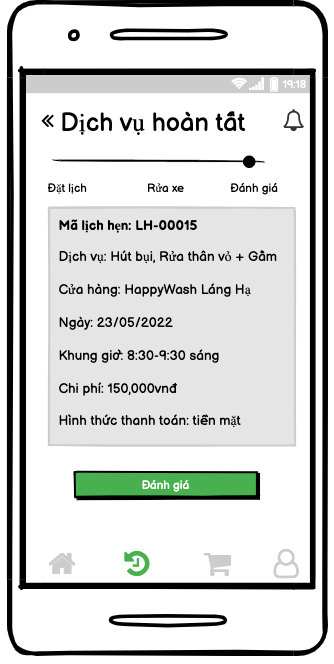 19:18
« Dịch vụ hoàn tất
Đặt lịch Rửa xe Đánh giá
Mã lịch hẹn: LH-00015
Dịch vụ: Hút bụi, Rửa thân vỏ + Gầm
Cửa hàng: HappyWash Láng Hạ
Ngày: 23/05/2022
Khung giờ: 8:30-9:30 sáng
Chi phí: 150,000vnđ
Hình thức thanh toán: tiền mặt
Đánh giá